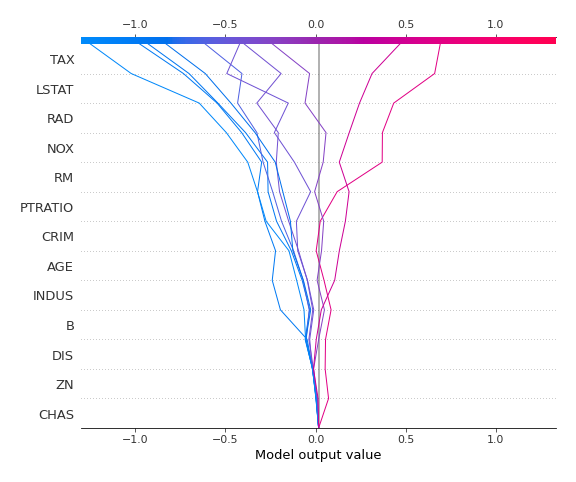 −1.0 −0.5 0.0 0.5 1.0
TAX
LSTAT
RAD
NOX
RM
PTRATIO
CRIM
AGE
INDUS
B
DIS
ZN
CHAS
−1.0 −0.5 0.0 0.5 1.0
Model output value